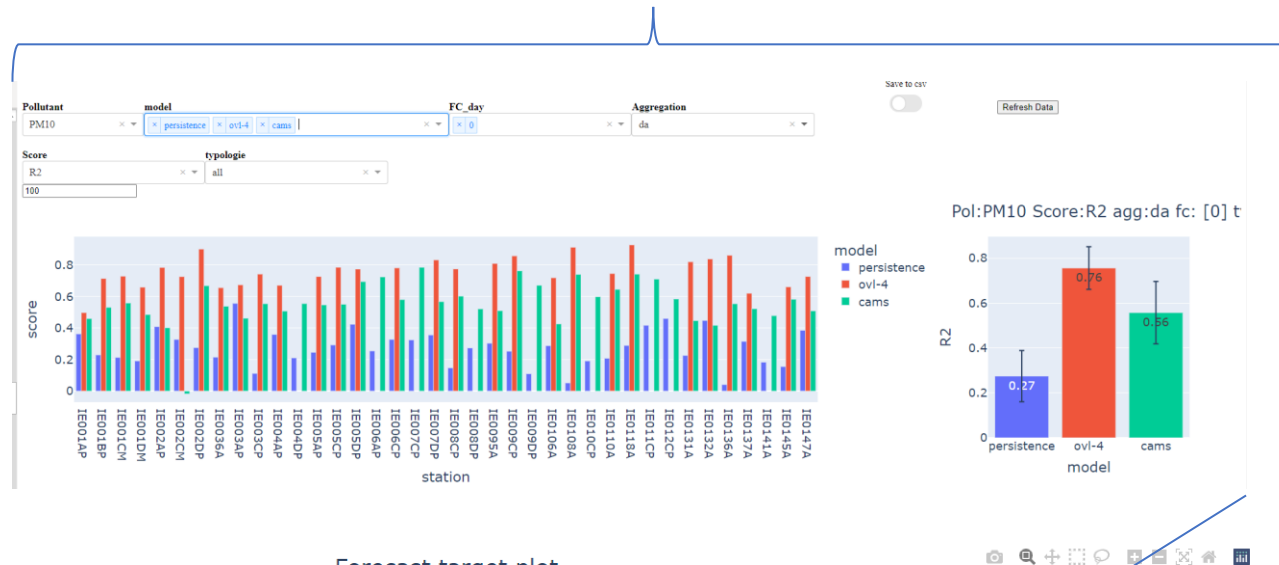 Save to csv
Pollutant model FC_day Aggregation Refresh Data
PM10 × × persistence × ovl-4 × cams × × 0 × da ×
Score typologie
R2 × all ×
100
Pol:PM10 Score:R2 agg:da fc: [0] t
score
0.8
0.6
0.4
0.2
0
IE001AP
IE001BP
IE001CM
IE001DM
IE002AP
IE002CM
IE002DP
IE0036A
IE003AP
IE003CP
IE004AP
IE004DP
IE005AP
IE005CP
IE005DP
IE006AP
IE006CP
IE007CP
IE007DP
IE008CP
IE008DP
IE0095A
IE009CP
IE009DP
IE0106A
IE0108A
IE010CP
IE0110A
IE0118A
IE011CP
IE012CP
IE0131A
IE0132A
IE0136A
IE0137A
IE0141A
IE0145A
IE0147A
station
model
persistence
ovl-4
cams
R2
0.8
0.6
0.4
0.2
0
0.27
0.76
0.56
persistence ovl-4 cams
model
Forecast target plot